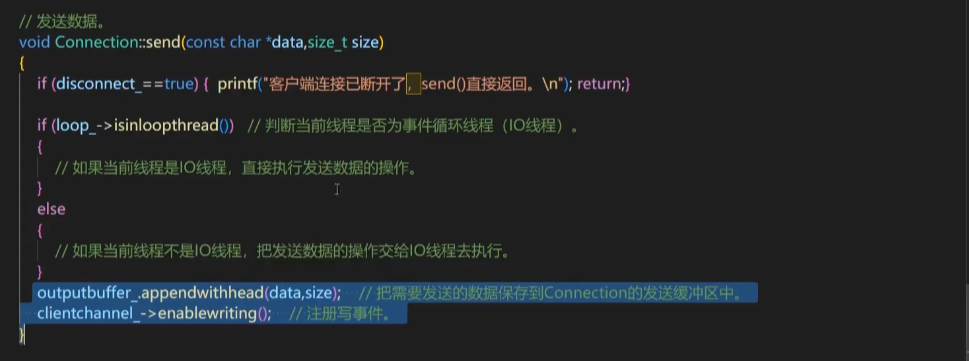 // 发送数据。
void Connection::send(const char *data,size_t size)
{
if (disconnect_==true) { printf("客户端连接已断开了，send()直接返回。\n"); return;}
if (loop_->isinloopthread()) // 判断当前线程是否为事件循环线程（IO线程）。
{
// 如果当前线程是IO线程，直接执行发送数据的操作。
}
else
{
// 如果当前线程不是IO线程，把发送数据的操作交给IO线程去执行。
}
outputbuffer_.appendwithhead(data,size); // 把需要发送的数据保存到Connection的发送缓冲区中。
clientchannel_->enablewriting(); // 注册写事件。
}